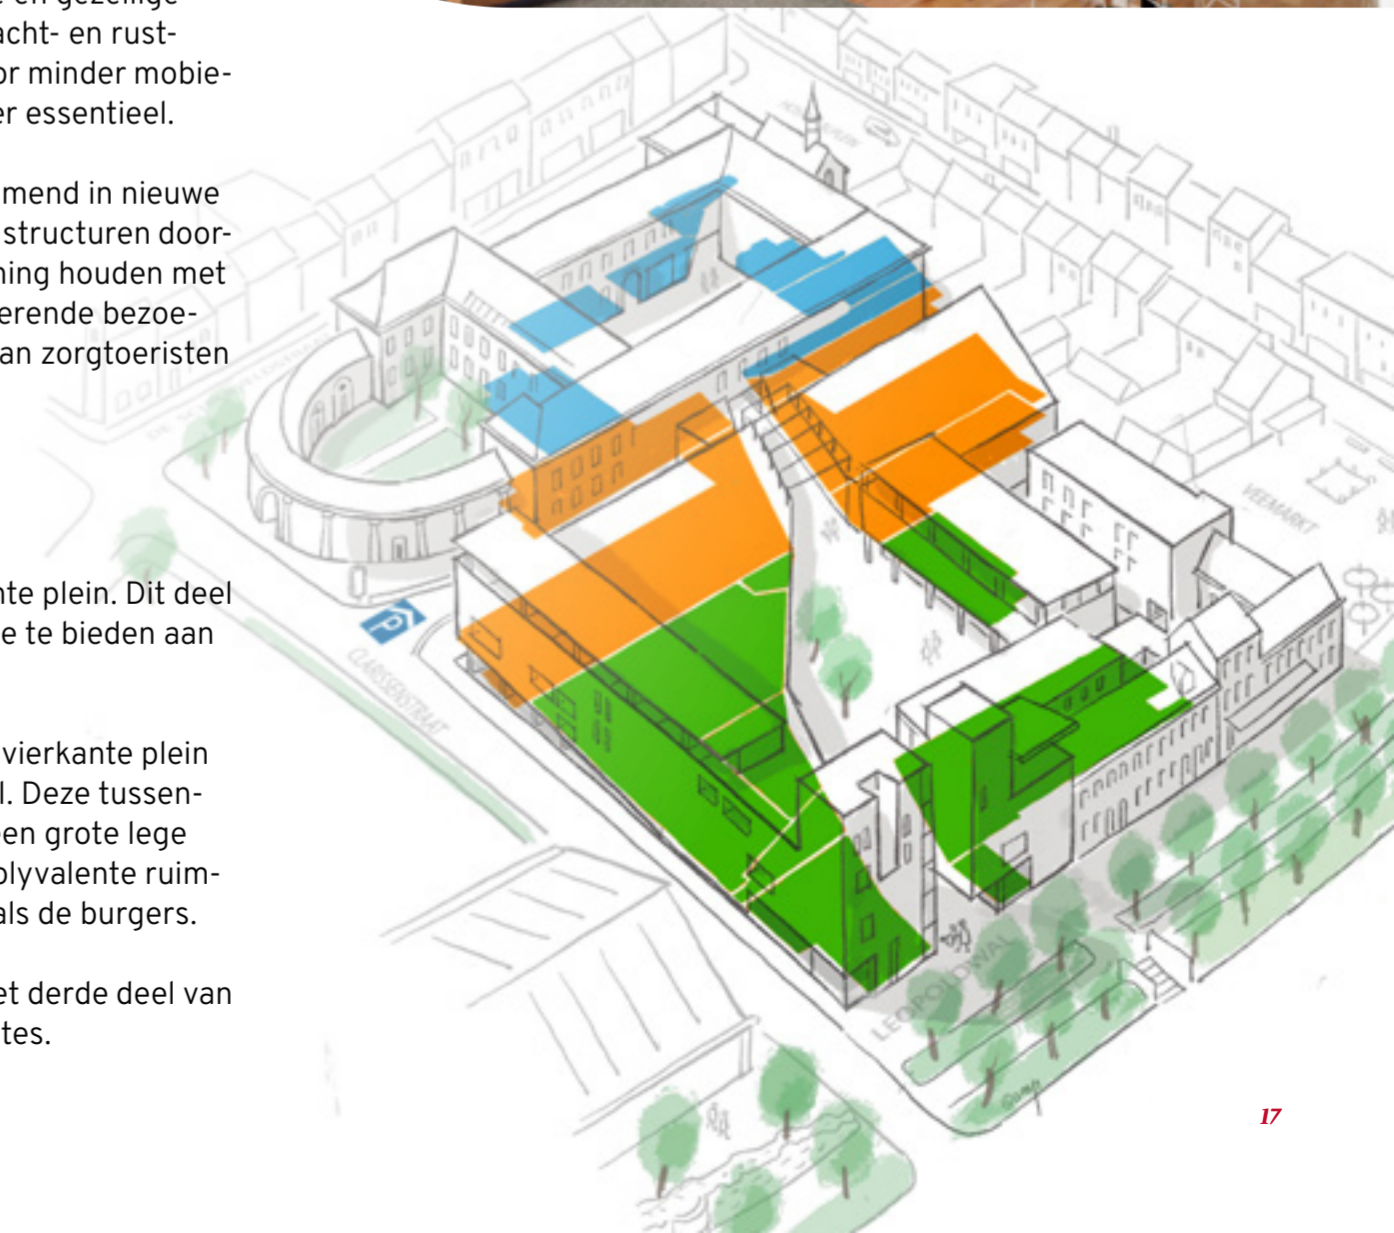 acht- en rust-
or minder mobie-
er essentieel.
mend in nieuwe
structuren door-
ning houden met
erende bezoe-
an zorgtoeristen
nte plein. Dit deel
e te bieden aan
vierkante plein
l. Deze tussen-
een grote lege
olyvalente ruim-
als de burgers.
et derde deel van
tes.
VEEMARKT
P
CLARISSENSTRAAT
LEOPOLDWAL
17